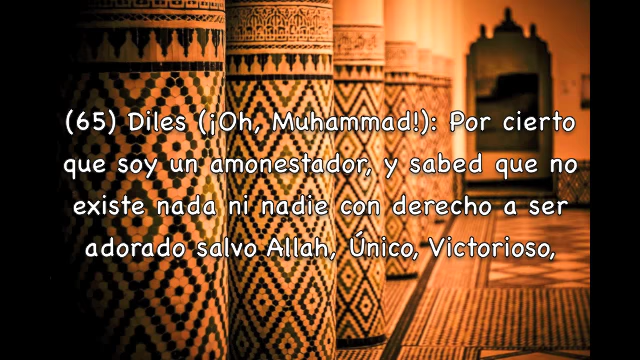 (65) Diles (¡Oh, Muhammad!): Por cierto
que soy un amonestador, y sabed que no
existe nada ni nadie con derecho a ser
adorado salvo Allah, Único, Victorioso,